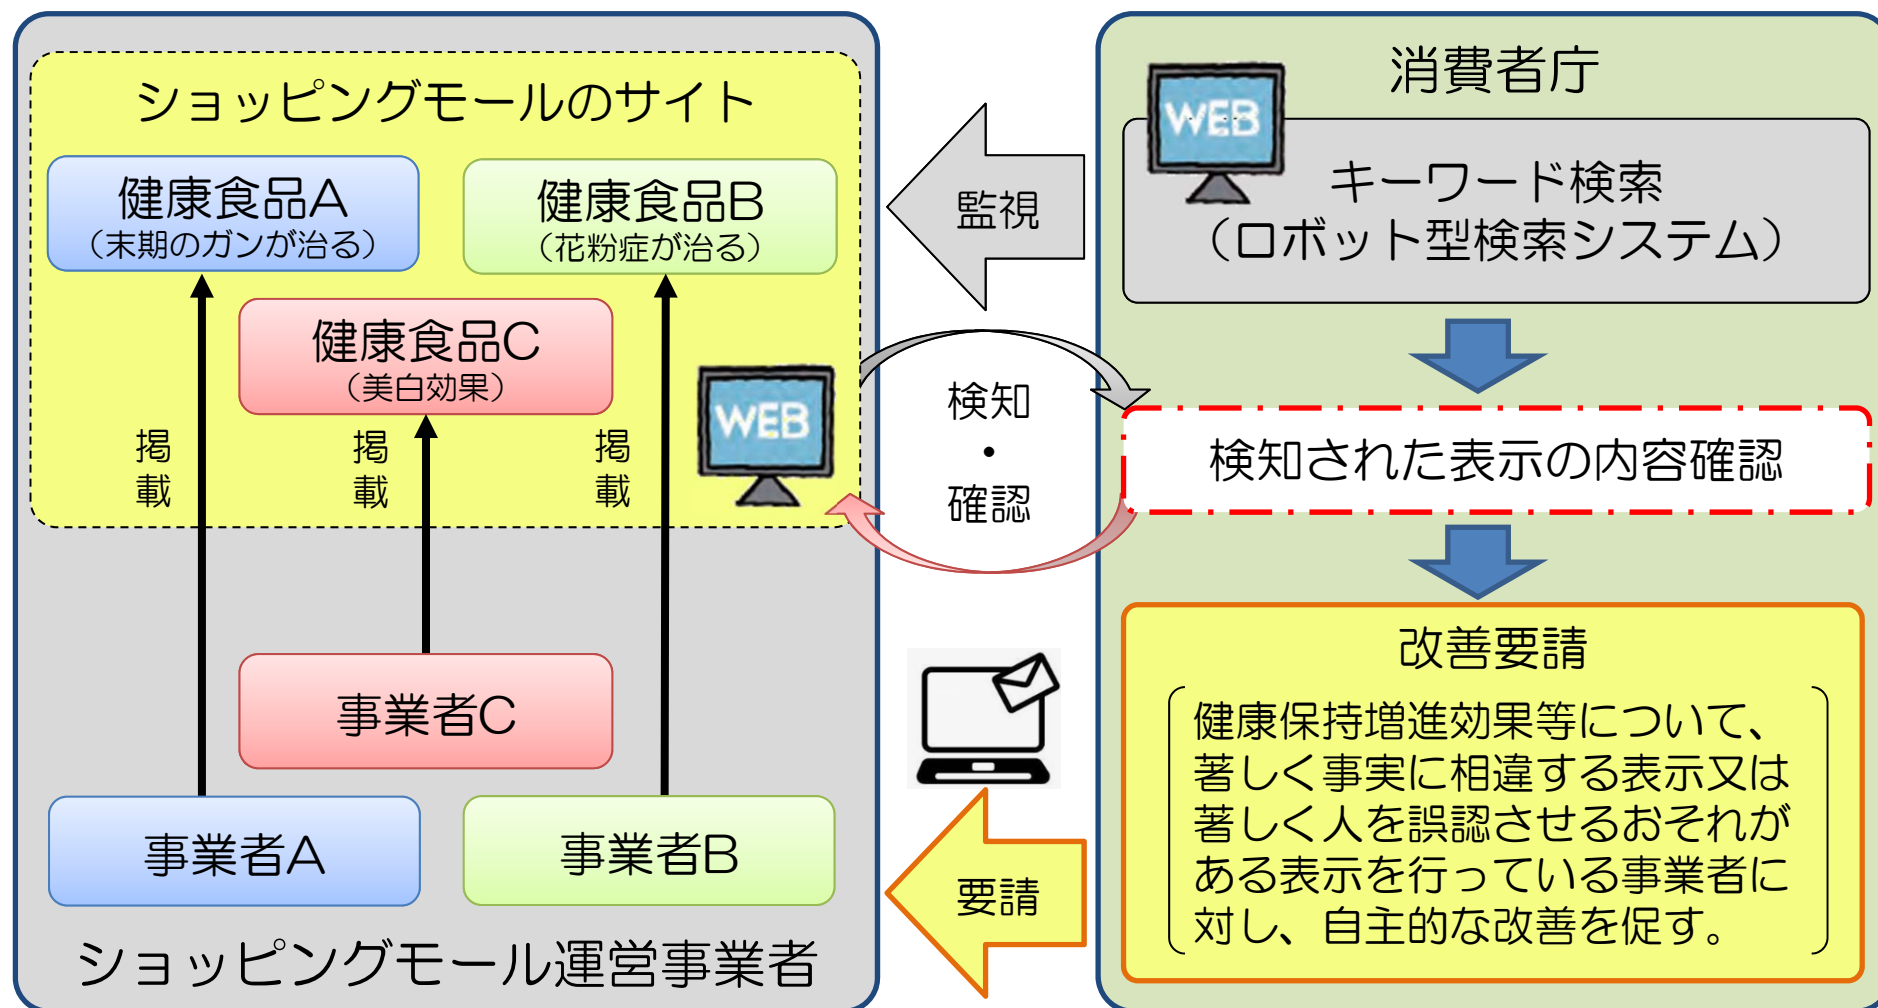 ショッピングモールのサイト
健康食品A
（末期のガンが治る）
健康食品B
（花粉症が治る）
健康食品C
（美白効果）
WEB
掲載
掲載
掲載
事業者C
事業者A
事業者B
ショッピングモール運営事業者
監視
検知
・
確認
要請
消費者庁
WEB
キーワード検索
（ロボット型検索システム）
検知された表示の内容確認
改善要請
健康保持増進効果等について、
著しく事実に相違する表示又は
著しく人を誤認させるおそれが
ある表示を行っている事業者に
対し、自主的な改善を促す。